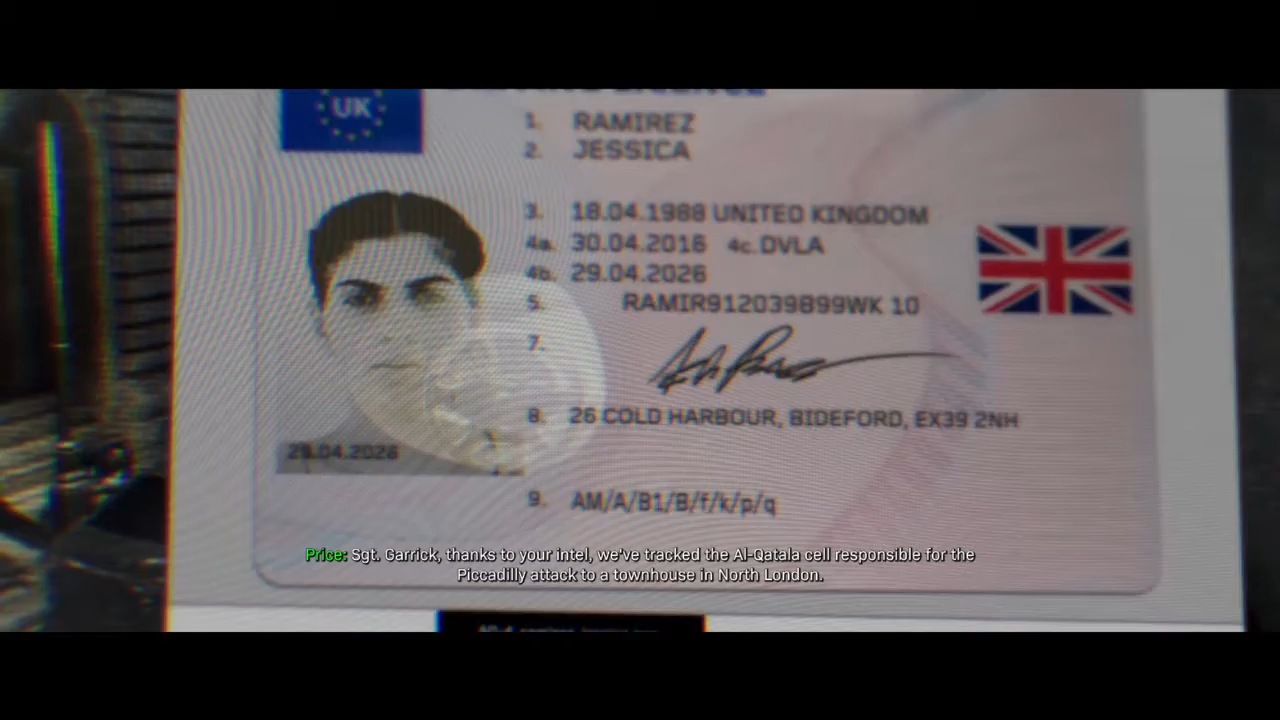 UK
1. RAMIREZ
2. JESSICA
3. 18.04.1988 UNITED KINGDOM
4a. 30.04.2016 4c. DVLA
4b. 29.04.2026
5. RAMIR912039899WK 10
7.
8. 26 COLD HARBOUR, BIDEFORD, EX39 2NH
29.04.2026
9. AM/A/B1/B/f/k/p/q
Price: Sgt. Garrick, thanks to your intel, we've tracked the Al-Qatala cell responsible for the
Piccadilly attack to a townhouse in North London.